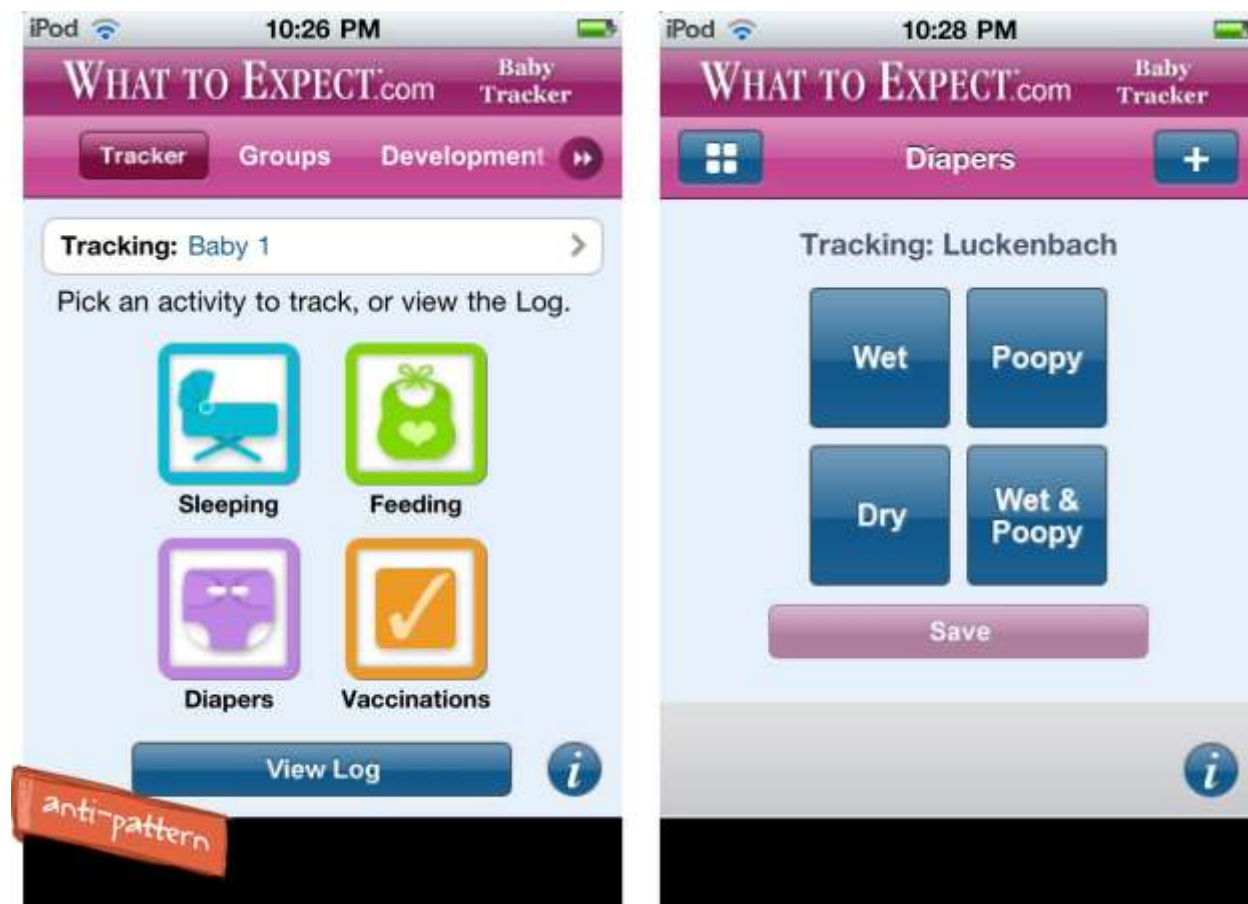 iPod 10:26 PM
WHAT TO EXPECT.com Baby Tracker
Tracker Groups Development
Tracking: Baby 1
Pick an activity to track, or view the Log.
Sleeping Feeding
Diapers Vaccinations
View Log i
anti-pattern
iPod 10:28 PM
WHAT TO EXPECT.com Baby Tracker
Diapers +
Tracking: Luckenbach
Wet Poopy
Dry Wet & Poopy
Save
i